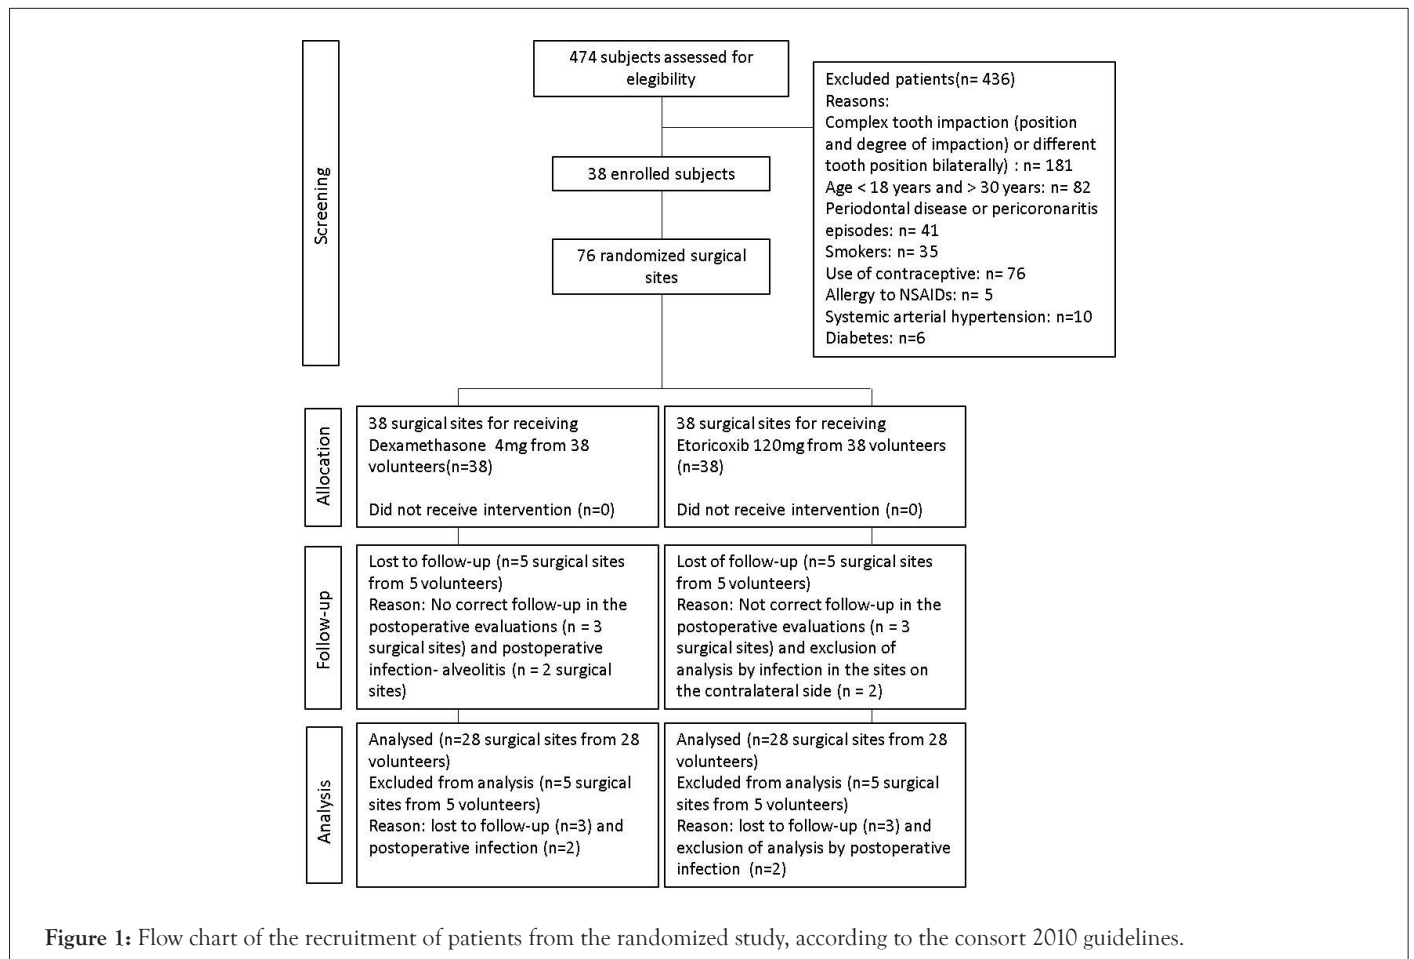 Screening
474 subjects assessed for
elegibility
Excluded patients(n= 436)
Reasons:
Complex tooth impaction (position
and degree of impaction) or different
tooth position bilaterally) : n= 181
Age < 18 years and > 30 years: n= 82
Periodontal disease or pericoronaritis
episodes: n= 41
Smokers: n= 35
Use of contraceptive: n= 76
Allergy to NSAIDs: n= 5
Systemic arterial hypertension: n=10
Diabetes: n=6
38 enrolled subjects
76 randomized surgical
sites
Allocation
38 surgical sites for receiving
Dexamethasone 4mg from 38
volunteers(n=38)
Did not receive intervention (n=0)
38 surgical sites for receiving
Etoricoxib 120mg from 38 volunteers
(n=38)
Did not receive intervention (n=0)
Follow-up
Lost to follow-up (n=5 surgical sites
from 5 volunteers)
Reason: No correct follow-up in the
postoperative evaluations (n = 3
surgical sites) and postoperative
infection- alveolitis (n = 2 surgical
sites)
Lost of follow-up (n=5 surgical sites
from 5 volunteers)
Reason: Not correct follow-up in the
postoperative evaluations (n = 3
surgical sites) and exclusion of
analysis by infection in the sites on
the contralateral side (n = 2)
Analysis
Analysed (n=28 surgical sites from 28
volunteers)
Excluded from analysis (n=5 surgical
sites from 5 volunteers)
Reason: lost to follow-up (n=3) and
postoperative infection (n=2)
Analysed (n=28 surgical sites from 28
volunteers)
Excluded from analysis (n=5 surgical
sites from 5 volunteers)
Reason: lost to follow-up (n=3) and
exclusion of analysis by postoperative
infection (n=2)
Figure 1: Flow chart of the recruitment of patients from the randomized study, according to the consort 2010 guidelines.